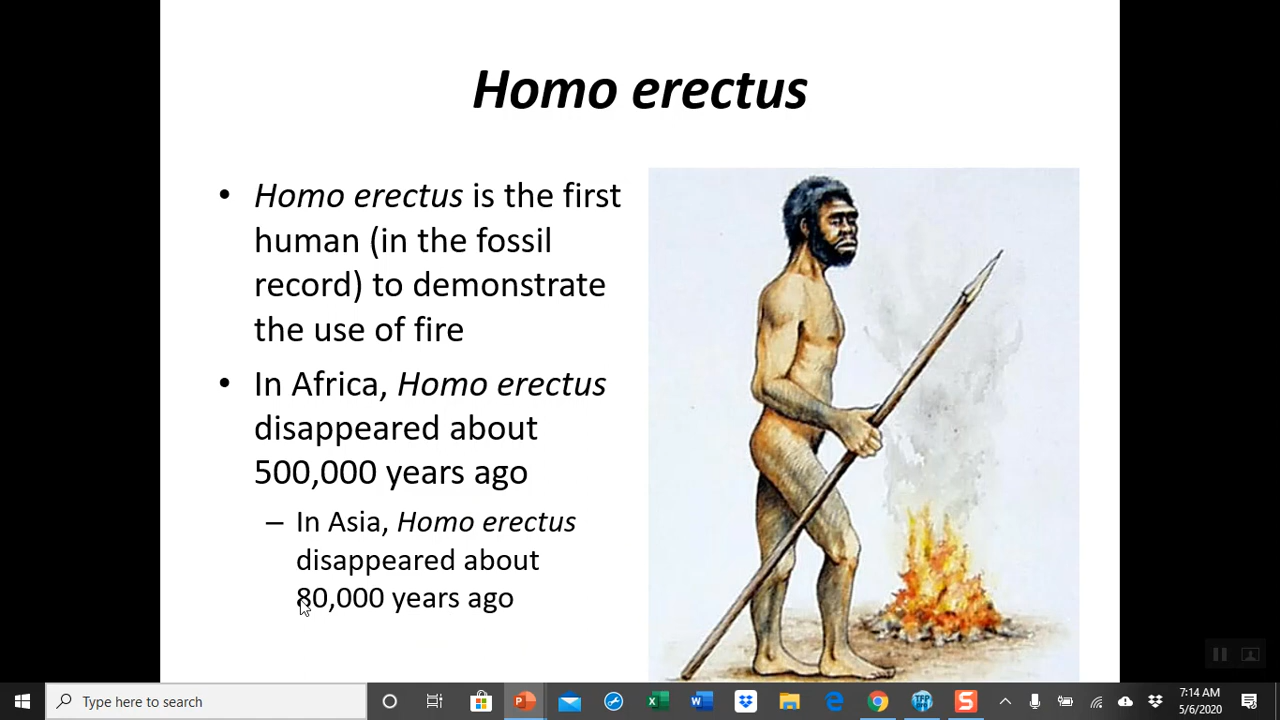 Homo erectus
• Homo erectus is the first
human (in the fossil
record) to demonstrate
the use of fire
• In Africa, Homo erectus
disappeared about
500,000 years ago
– In Asia, Homo erectus
disappeared about
80,000 years ago
Type here to search
7:14 AM
5/6/2020